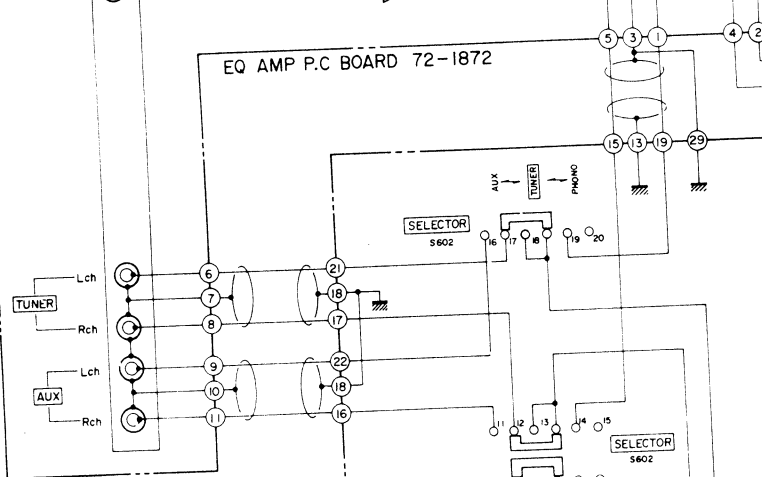 5 3 1 4 2
EQ AMP P.C BOARD 72-1872
15 13 19 29
AUX TUNER PHONO
SELECTOR
S602
16 17 18 19 20
Lch
6
21
TUNER
7
18
Rch
8
17
Lch
9
22
AUX
10
18
Rch
11
16
11 12 13 14 15
SELECTOR
S602